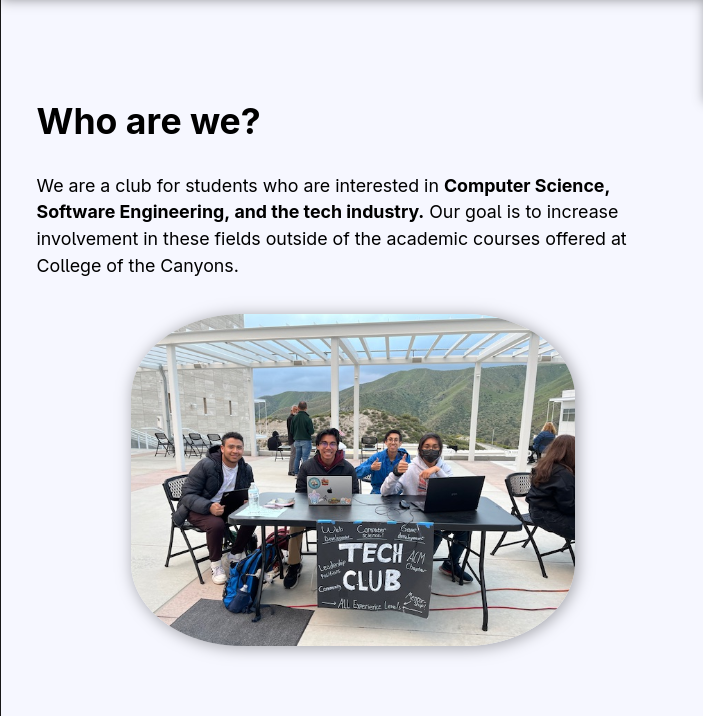 Who are we?
We are a club for students who are interested in Computer Science,
Software Engineering, and the tech industry. Our goal is to increase
involvement in these fields outside of the academic courses offered at
College of the Canyons.
Web Computer Game
Development Science! development
TECH ACM
Leadership Chapter
Positions CLUB
Community
→ ALL Experience Levels